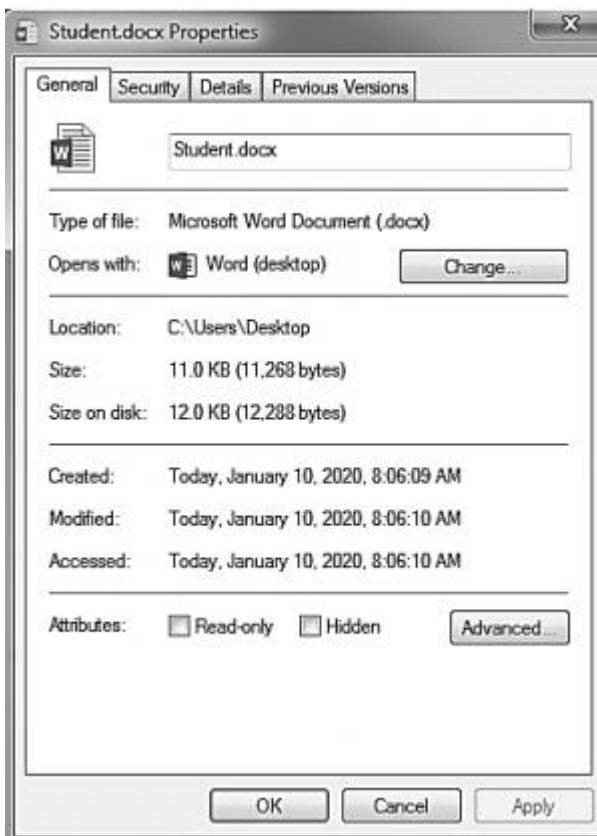 Student.docx Properties
General Security Details Previous Versions
Student.docx
Type of file: Microsoft Word Document (.docx)
Opens with: Word (desktop) Change...
Location: C:\Users\Desktop
Size: 11.0 KB (11,268 bytes)
Size on disk: 12.0 KB (12,288 bytes)
Created: Today, January 10, 2020, 8:06:09 AM
Modified: Today, January 10, 2020, 8:06:10 AM
Accessed: Today, January 10, 2020, 8:06:10 AM
Attributes: Read-only Hidden Advanced...
OK Cancel Apply